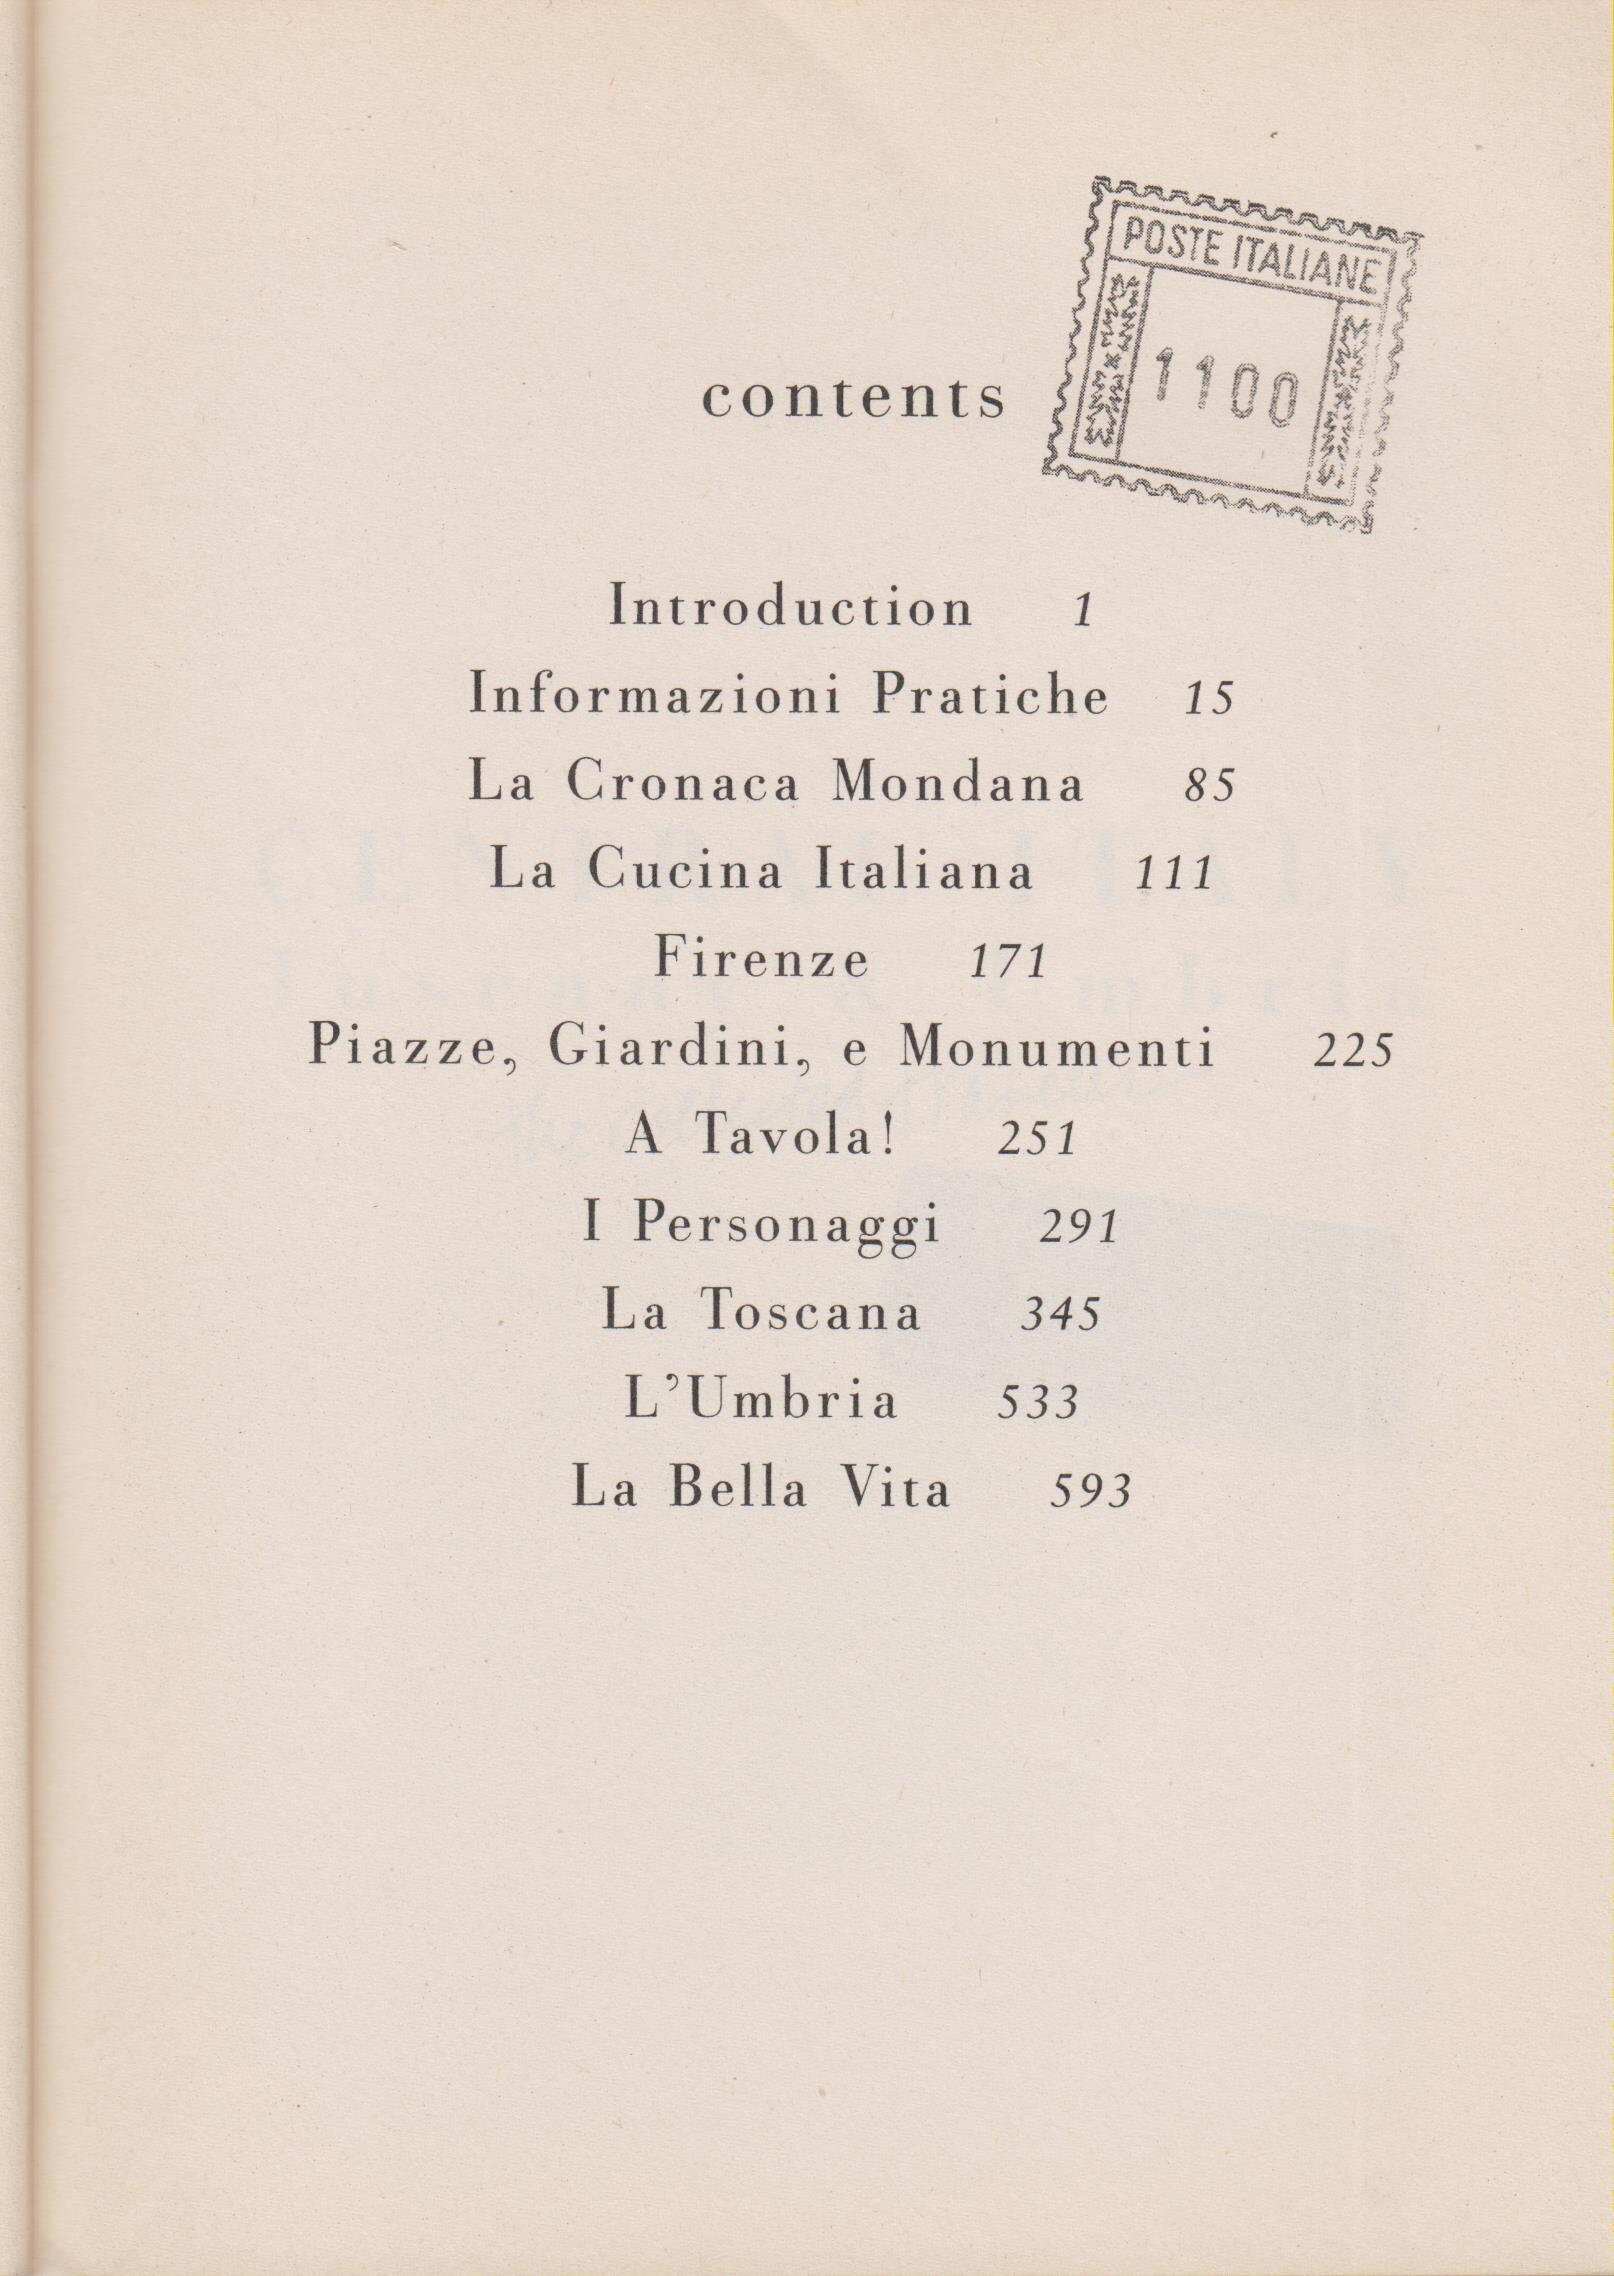 POSTE ITALIANE
1100
contents
Introduction 1
Informazioni Pratiche 15
La Cronaca Mondana 85
La Cucina Italiana 111
Firenze 171
Piazze, Giardini, e Monumenti 225
A Tavola! 251
I Personaggi 291
La Toscana 345
L'Umbria 533
La Bella Vita 593